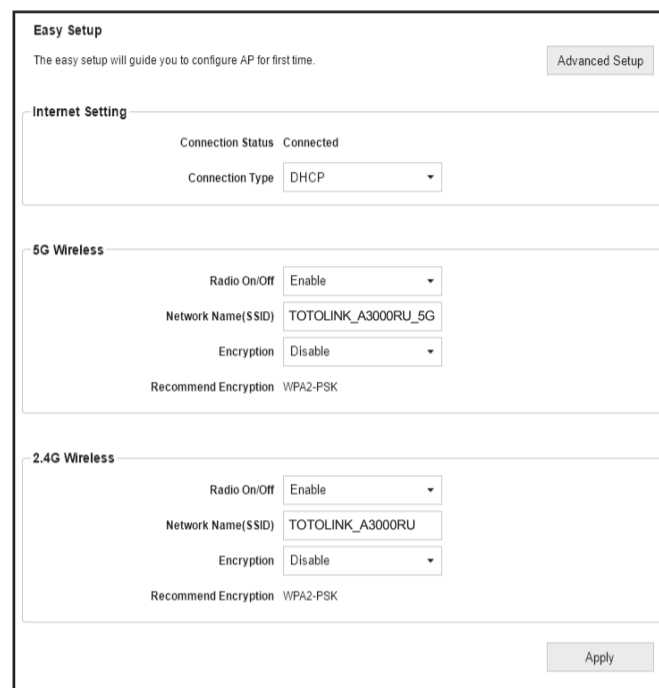 Easy Setup
The easy setup will guide you to configure AP for first time.
Advanced Setup
Internet Setting
Connection Status Connected
Connection Type DHCP
5G Wireless
Radio On/Off Enable
Network Name(SSID) TOTOLINK_A3000RU_5G
Encryption Disable
Recommend Encryption WPA2-PSK
2.4G Wireless
Radio On/Off Enable
Network Name(SSID) TOTOLINK_A3000RU
Encryption Disable
Recommend Encryption WPA2-PSK
Apply